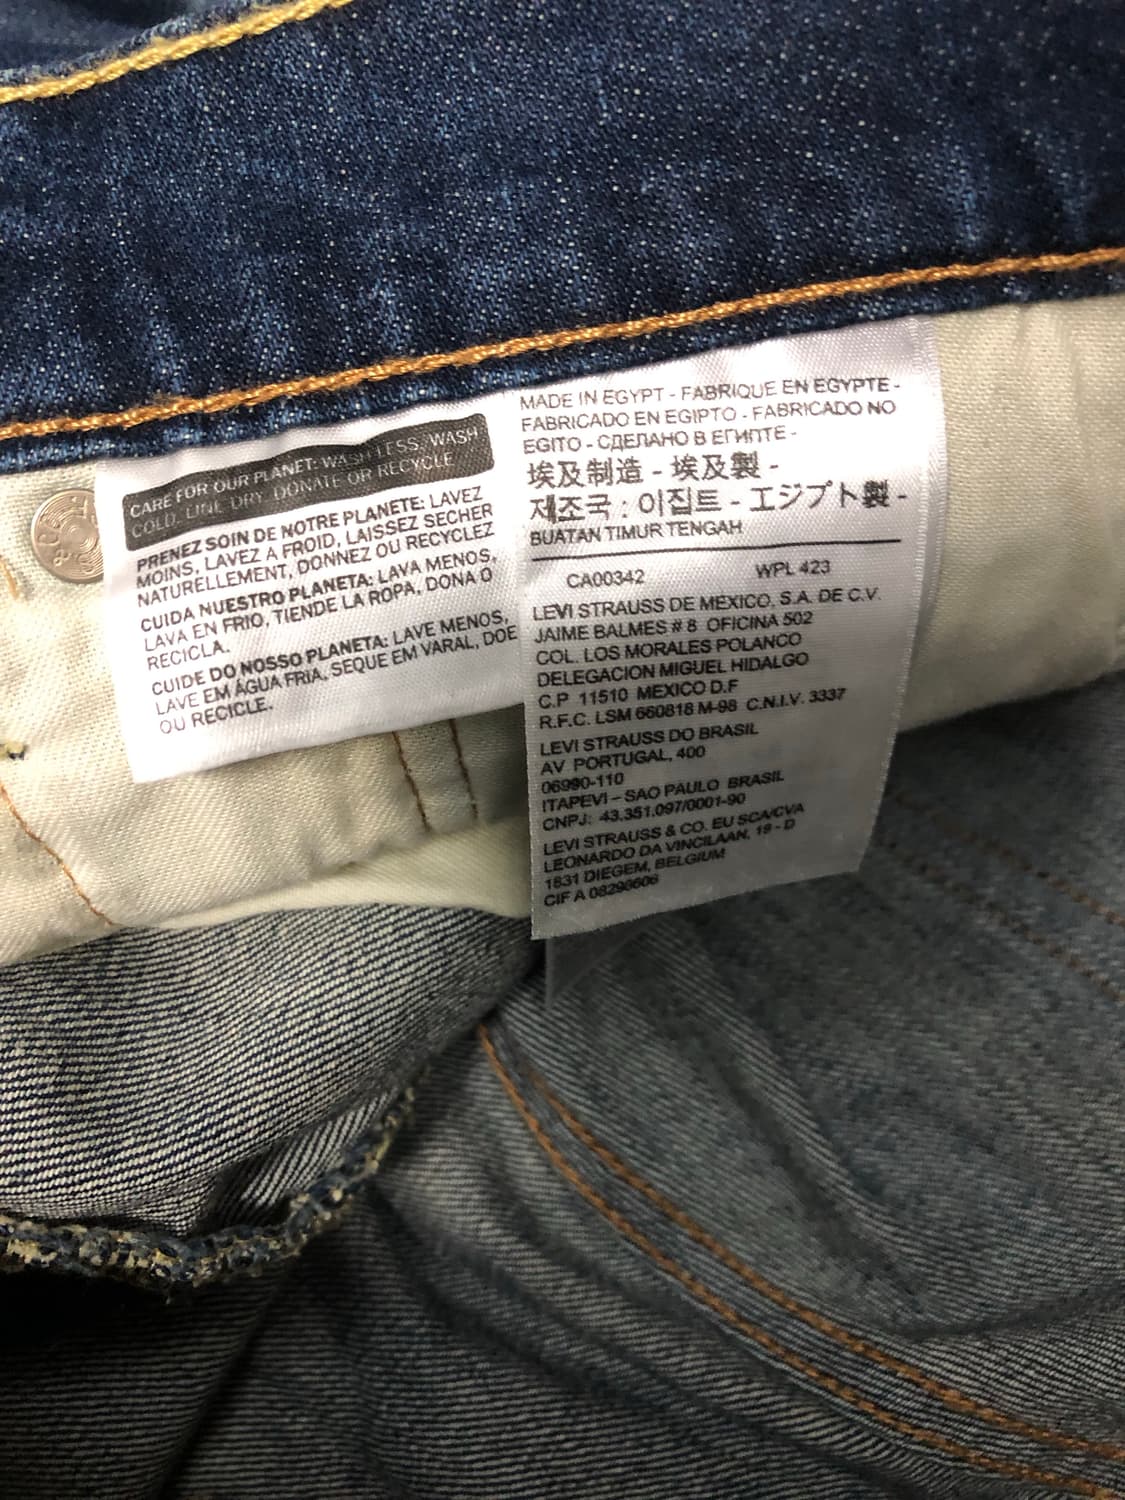 CARE FOR OUR PLANET: WASH LESS, WASH
COLD, LINE DRY, DONATE OR RECYCLE
PRENEZ SOIN DE NOTRE PLANETE: LAVEZ
MOINS, LAVEZ A FROID, LAISSEZ SECHER
NATURELLEMENT, DONNEZ OU RECYCLEZ
CUIDA NUESTRO PLANETA: LAVA MENOS,
LAVA EN FRIO, TIENDE LA ROPA, DONA O
RECICLA.
CUIDE DO NOSSO PLANETA: LAVE MENOS,
LAVE EM ÁGUA FRIA, SEQUE EM VARAL, DOE
OU RECICLE.
MADE IN EGYPT - FABRIQUE EN EGYPTE -
FABRICADO EN EGIPTO - FABRICADO NO
EGITO - СДЕЛАНО В ЕГИПТЕ -
埃及制造 - 埃及製 -
제조국 : 이집트 - エジプト製 -
BUATAN TIMUR TENGAH
CA00342 WPL 423
LEVI STRAUSS DE MEXICO, S.A. DE C.V.
JAIME BALMES # 8 OFICINA 502
COL. LOS MORALES POLANCO
DELEGACION MIGUEL HIDALGO
C.P 11510 MEXICO D.F
R.F.C. LSM 660818 M-98 C.N.I.V. 3337
LEVI STRAUSS DO BRASIL
AV PORTUGAL, 400
06990-110
ITAPEVI – SAO PAULO BRASIL
CNPJ: 43.351.097/0001-90
LEVI STRAUSS & CO. EU SCA/CVA
LEONARDO DA VINCILAAN, 19 - D
1831 DIEGEM, BELGIUM
CIF A 08290606